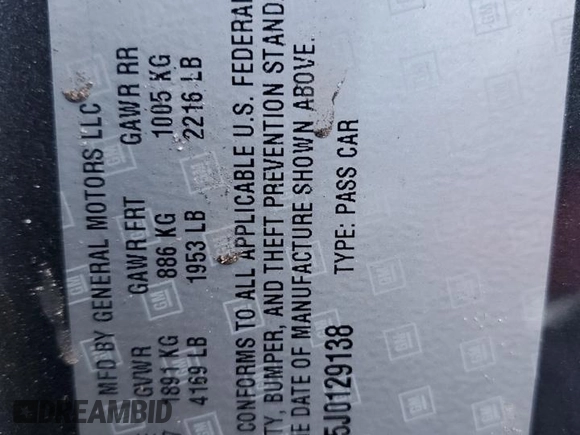 MFD BY GENERAL MOTORS LLC
GVWR GAWR FRT GAWR RR
1891 KG 886 KG 1005 KG
4169 LB 1953 LB 2216 LB
CONFORMS TO ALL APPLICABLE U.S. FEDERAL
BUMPER, AND THEFT PREVENTION
DATE OF MANUFACTURE SHOWN ABOVE.
5J0129138 TYPE: PASS CAR
GM
DREAMBID